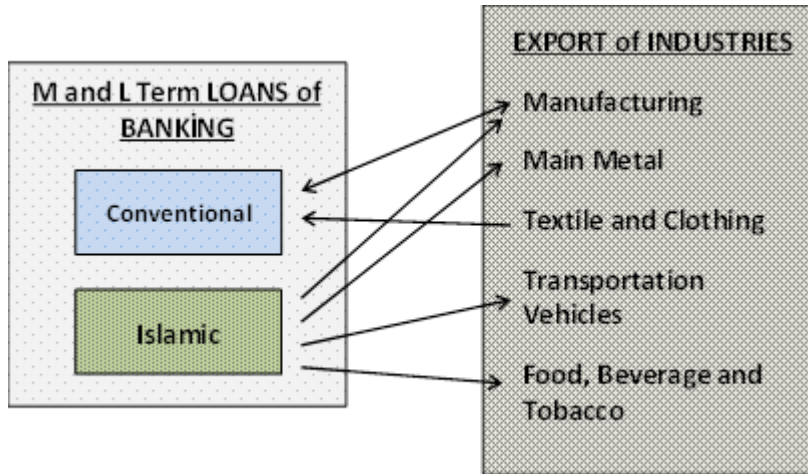 M and L Term LOANS of
BANKİNG
Conventional
Islamic
EXPORT of INDUSTRIES
Manufacturing
Main Metal
Textile and Clothing
Transportation
Vehicles
Food, Beverage and
Tobacco